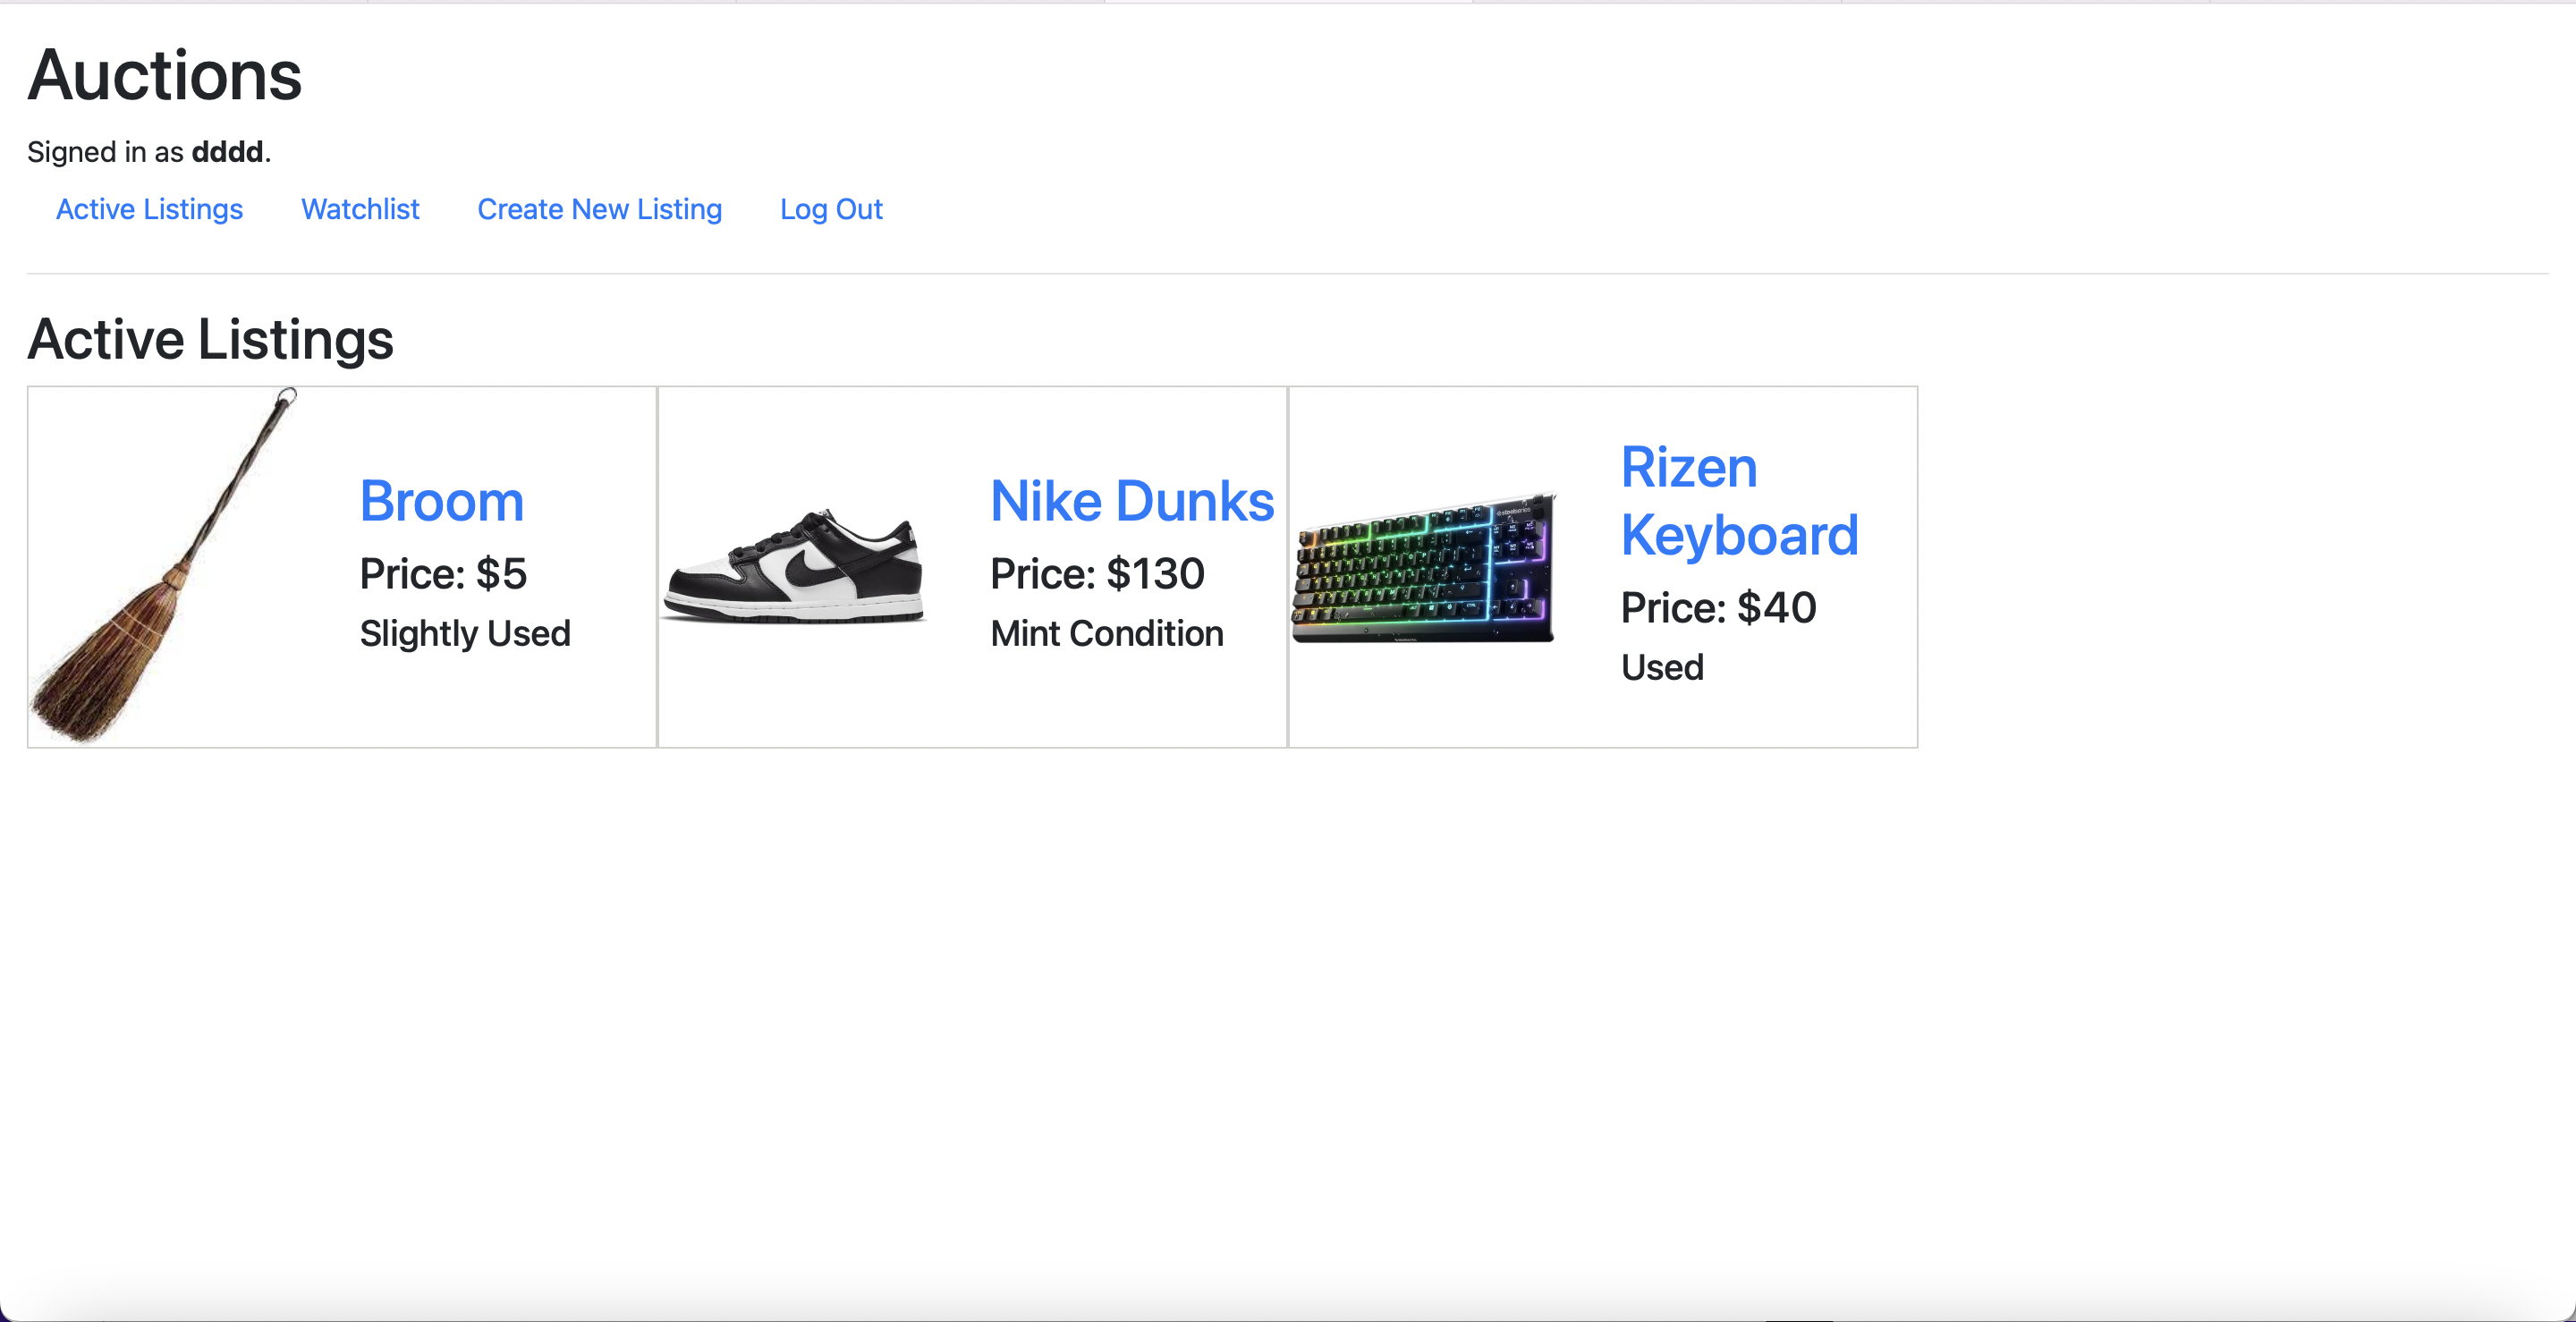 Auctions
Signed in as dddd.
Active Listings Watchlist Create New Listing Log Out
Active Listings
Broom
Price: $5
Slightly Used
Nike Dunks
Price: $130
Mint Condition
Rizen
Keyboard
Price: $40
Used
steelseries